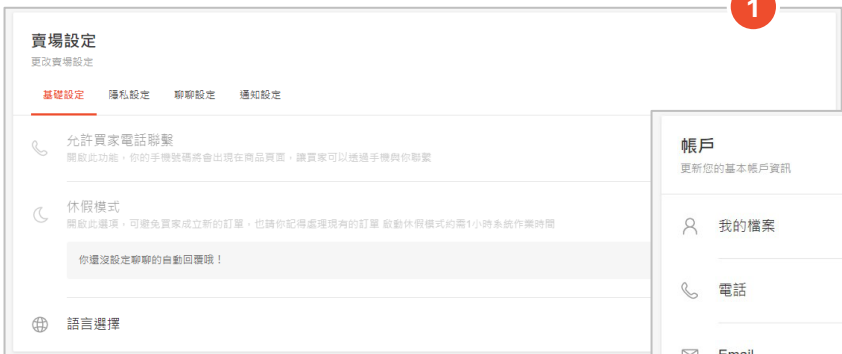 1
賣場設定
更改賣場設定
基礎設定 隱私設定 聊聊設定 通知設定
允許買家電話聯繫
開啟此功能，你的手機號碼將會出現在商品頁面，讓買家可以透過手機與你聯繫
休假模式
開啟此選項，可避免買家成立新的訂單，也請你記得處理現有的訂單 啟動休假模式約需1小時系統作業時間
你還沒設定聊聊的自動回覆哦！
語言選擇
帳戶
更新您的基本帳戶資訊
我的檔案
電話
Email